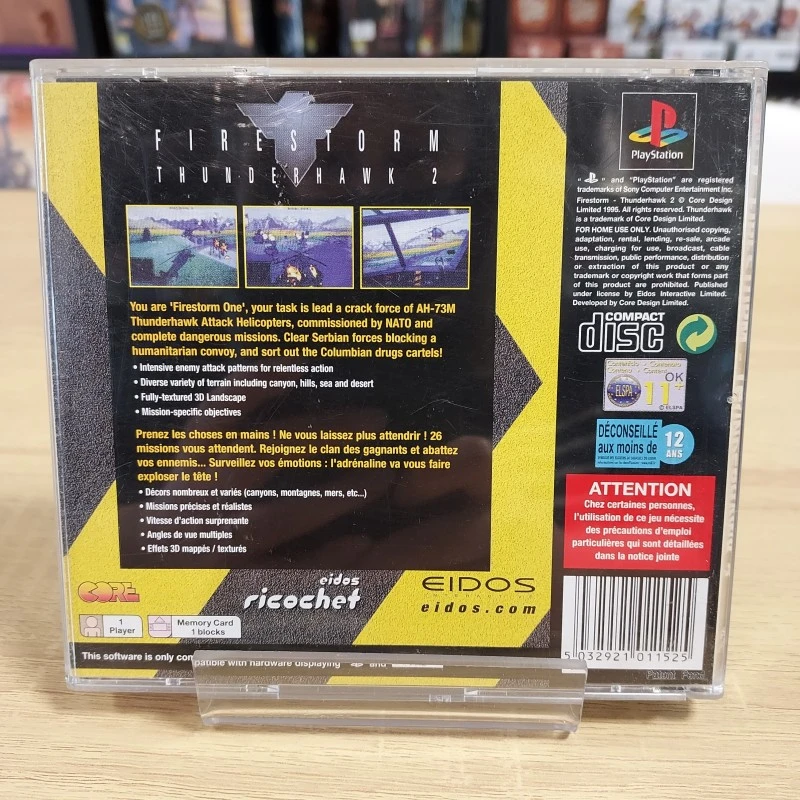 FIRESTORM
THUNDERHAWK 2
You are 'Firestorm One', your task is lead a crack force of AH-73M
Thunderhawk Attack Helicopters, commissioned by NATO and
complete dangerous missions. Clear Serbian forces blocking a
humanitarian convoy, and sort out the Columbian drugs cartels!
• Intensive enemy attack patterns for relentless action
• Diverse variety of terrain including canyon, hills, sea and desert
• Fully-textured 3D Landscape
• Mission-specific objectives
Prenez les choses en mains ! Ne vous laissez plus attendrir ! 26
missions vous attendent. Rejoignez le clan des gagnants et abattez
vos ennemis... Surveillez vos émotions : l'adrénaline va vous faire
exploser le tête !
• Décors nombreux et variés (canyons, montagnes, mers, etc...)
• Missions précises et réalistes
• Vitesse d'action surprenante
• Angles de vue multiples
• Effets 3D mappés / texturés
CORE
eidos
ricochet
EIDOS
eidos.com
1
Player
Memory Card
1 blocks
This software is only com patible with hardware displaying and
PlayStation
" " and "PlayStation" are registered
trademarks of Sony Computer Entertainment Inc.
Firestorm - Thunderhawk 2 © Core Design
Limited 1995. All rights reserved. Thunderhawk
is a trademark of Core Design Limited.
FOR HOME USE ONLY. Unauthorised copying,
adaptation, rental, lending, re-sale, arcade
use, charging for use, broadcast, cable
transmission, public performance, distribution
or extraction of this product or any
trademark or copyright work that forms part
of this product are prohibited. Published
under license by Eidos Interactive Limited.
Developed by Core Design Limited.
COMPACT
disc
ELSPA
11+
OK
© ELSPA
DÉCONSEILLÉ
aux moins de
12
ANS
ATTENTION
Chez certaines personnes,
l'utilisation de ce jeu nécessite
des précautions d'emploi
particulières qui sont détaillées
dans la notice jointe
5 032921 011525